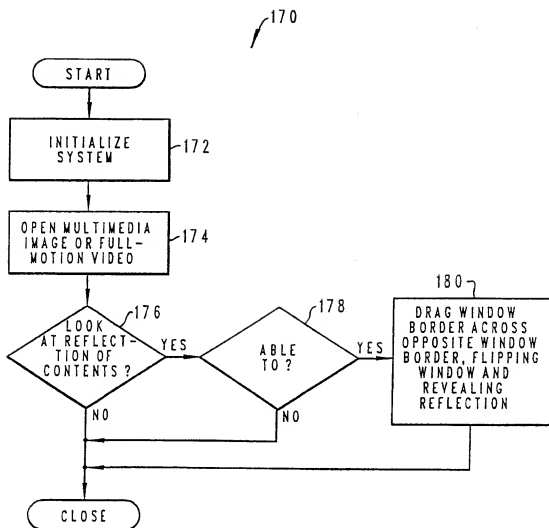 170
START
INITIALIZE
SYSTEM
172
OPEN MULTIMEDIA
IMAGE OR FULL-
MOTION VIDEO
174
LOOK
AT REFLECT-
TION OF
CONTENTS?
176
YES
NO
ABLE
TO?
178
YES
NO
180
DRAG WINDOW
BORDER ACROSS
OPPOSITE WINDOW
BORDER, FLIPPING
WINDOW AND
REVEALING
REFLECTION
CLOSE